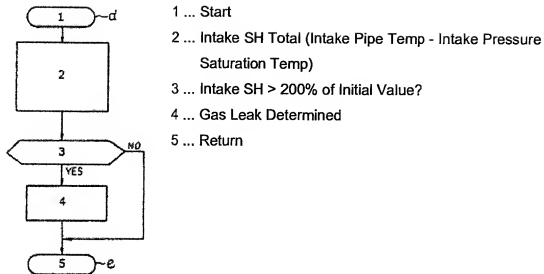 1
d
2
3
NO
YES
4
5
e
1 ... Start
2 ... Intake SH Total (Intake Pipe Temp - Intake Pressure
Saturation Temp)
3 ... Intake SH > 200% of Initial Value?
4 ... Gas Leak Determined
5 ... Return